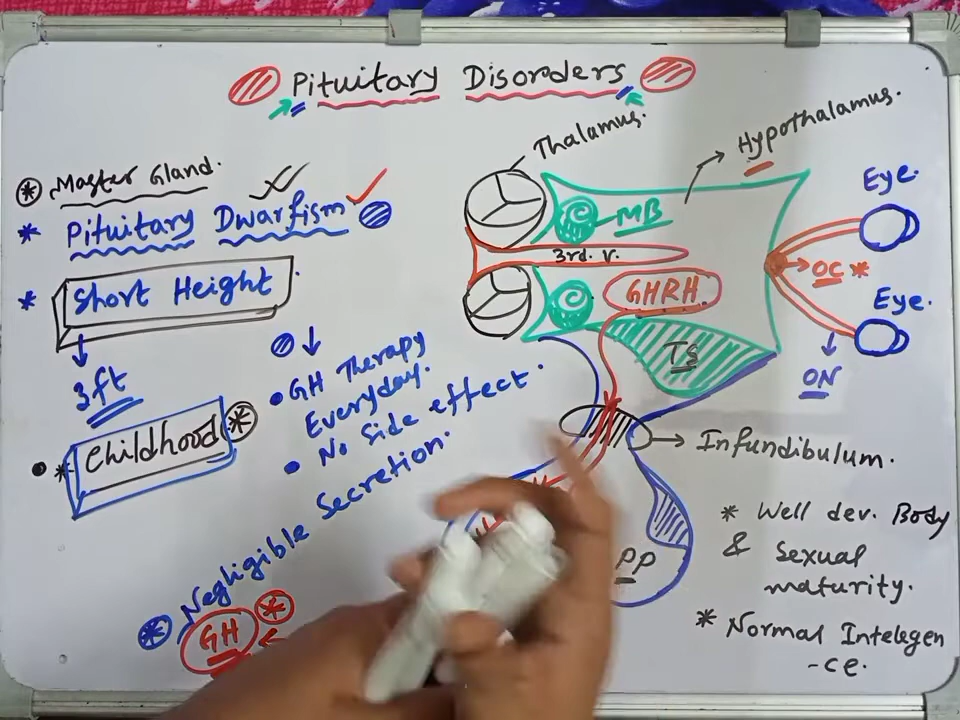 Pituitary Disorders
Master Gland.
* Pituitary Dwarfism
* Short Height
3ft
* Childhood *
• GH Therapy
Everyday.
• No Side effect.
* Negligible Secretion.
GH *
Thalamus.
Hypothalamus.
MB
3rd. V.
GHRH
TS
Eye.
OC *
Eye.
ON
Infundibulum.
PP
* Well dev. Body
& Sexual
maturity.
* Normal Intelegen
-ce.